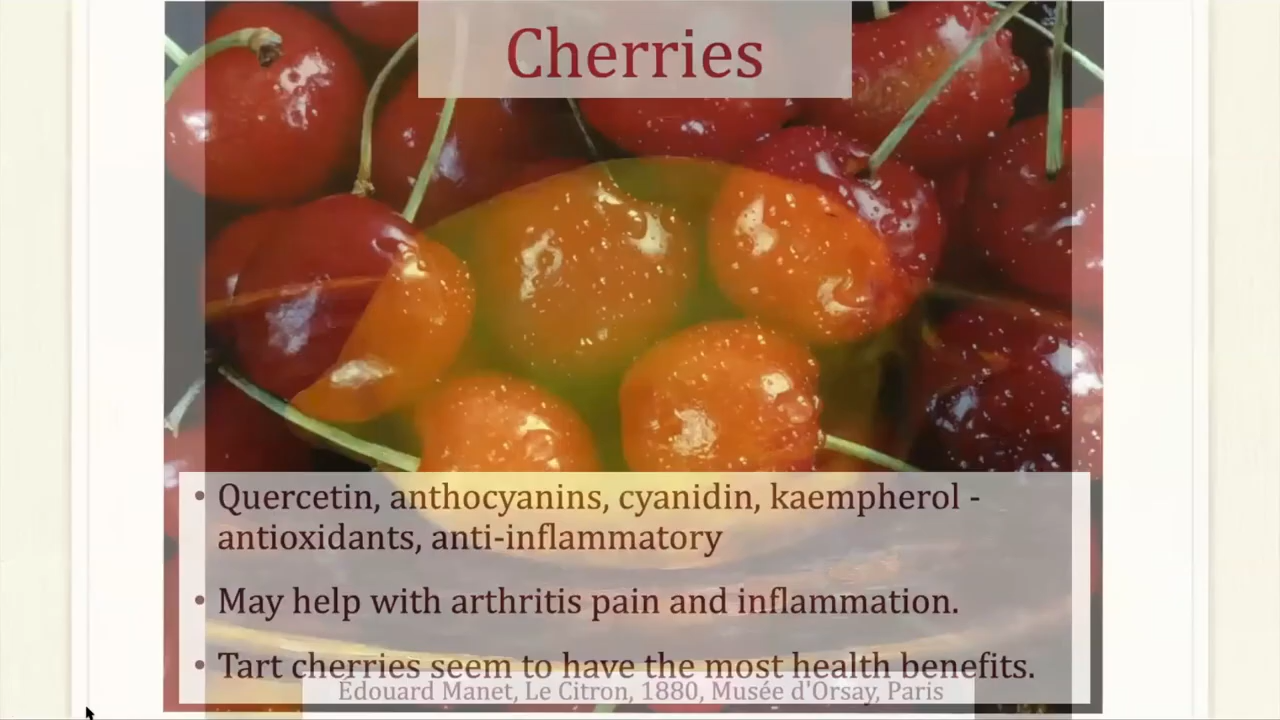 Cherries
• Quercetin, anthocyanins, cyanidin, kaempherol -
antioxidants, anti-inflammatory
• May help with arthritis pain and inflammation.
• Tart cherries seem to have the most health benefits.
Édouard Manet, Le Citron, 1880, Musée d'Orsay, Paris